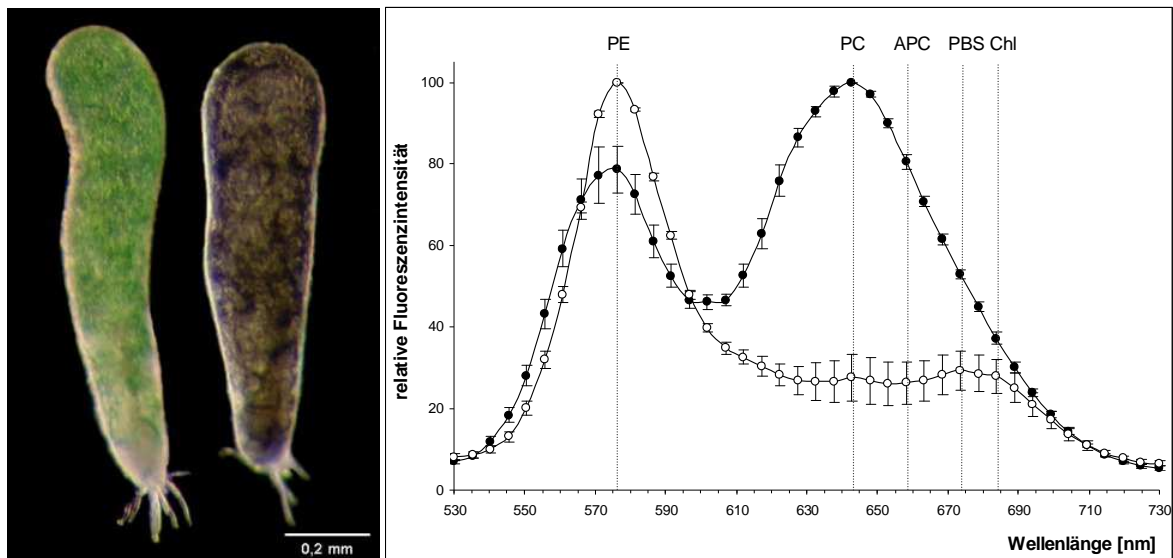 0,2 mm
PE PC APC PBS Chl
relative Fluoreszenzintensität
100
80
60
40
20
0
530 550 570 590 610 630 650 670 690 710 730
Wellenlänge [nm]